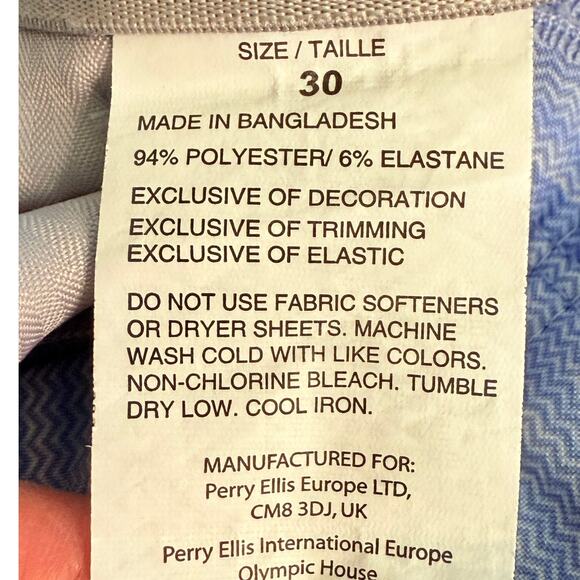 SIZE / TAILLE
30
MADE IN BANGLADESH
94% POLYESTER/ 6% ELASTANE
EXCLUSIVE OF DECORATION
EXCLUSIVE OF TRIMMING
EXCLUSIVE OF ELASTIC
DO NOT USE FABRIC SOFTENERS
OR DRYER SHEETS. MACHINE
WASH COLD WITH LIKE COLORS.
NON-CHLORINE BLEACH. TUMBLE
DRY LOW. COOL IRON.
MANUFACTURED FOR:
Perry Ellis Europe LTD,
CM8 3DJ, UK
Perry Ellis International Europe
Olympic House